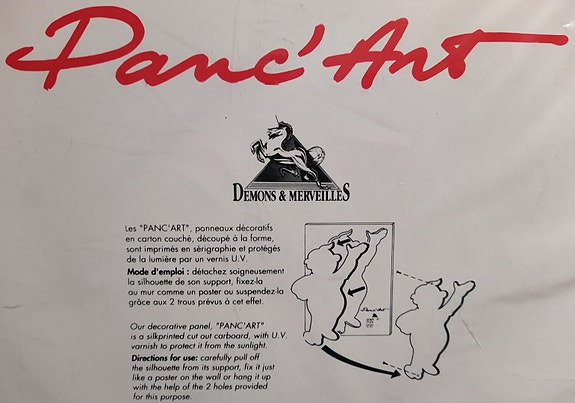 Panc'Art
DEMONS & MERVEILLES
Les "PANC'ART", panneaux décoratifs
en carton couché, découpé à la forme,
sont imprimés en sérigraphie et protégés
de la lumière par un vernis U.V.
Mode d'emploi : détachez soigneusement
la silhouette de son support, fixez-la
au mur comme un poster ou suspendez-la
grâce aux 2 trous prévus à cet effet.
Panc'Art
Our decorative panel, "PANC'ART"
is a silkprinted cut out carboard, with U.V.
varnish to protect it from the sunlight.
Directions for use: carefully pull off
the silhouette from its support, fix it just
like a poster on the wall or hang it up
with the help of the 2 holes provided
for this purpose.